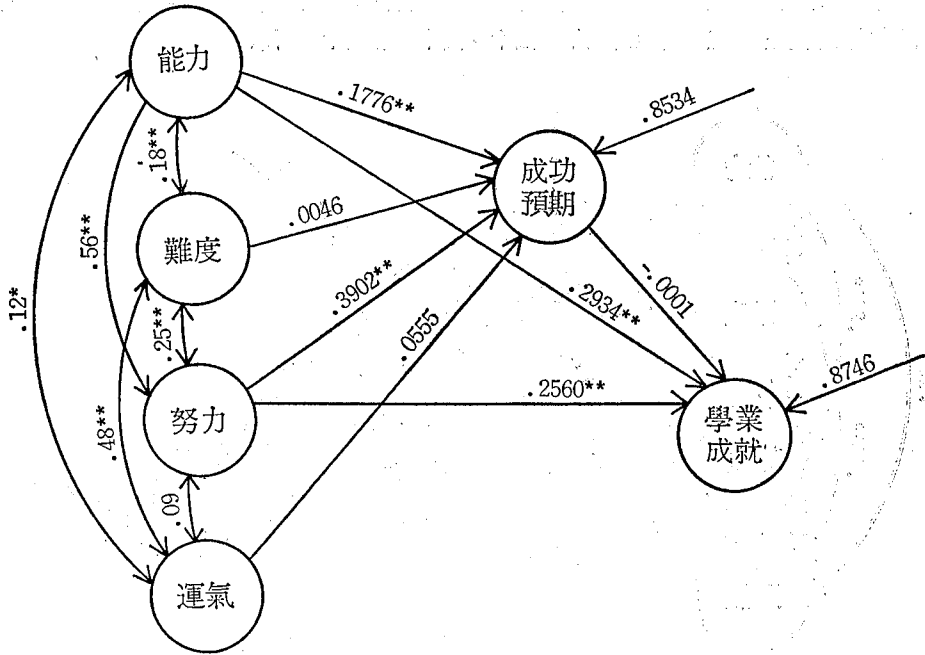 能力
.1776**
.8534
.18**
成功
預期
難度
.0046
.56**
.12*
.3902**
.2934**
-.0001
.25**
.0555
.8746
.48**
努力
.2560**
學業
成就
.09
運氣